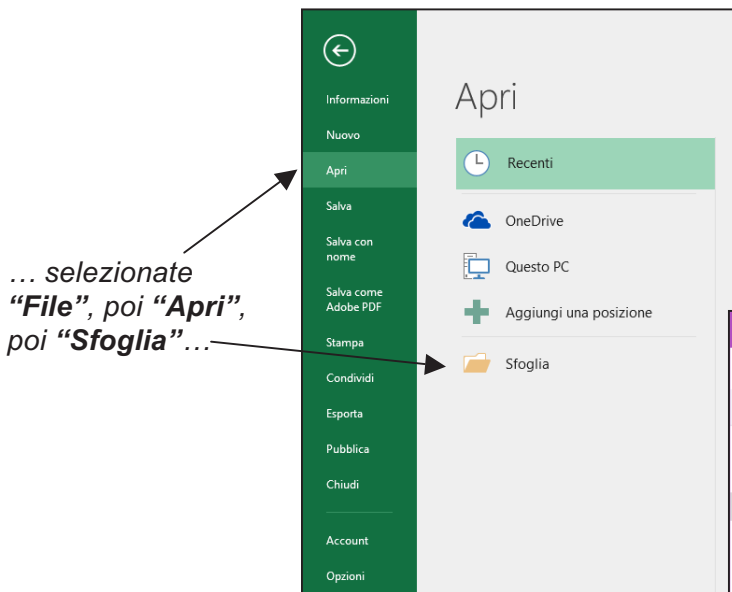 … selezionate
“File”, poi “Apri”,
poi “Sfoglia”…
Informazioni
Nuovo
Apri
Salva
Salva con
nome
Salva come
Adobe PDF
Stampa
Condividi
Esporta
Pubblica
Chiudi
Account
Opzioni
Apri
Recenti
OneDrive
Questo PC
Aggiungi una posizione
Sfoglia